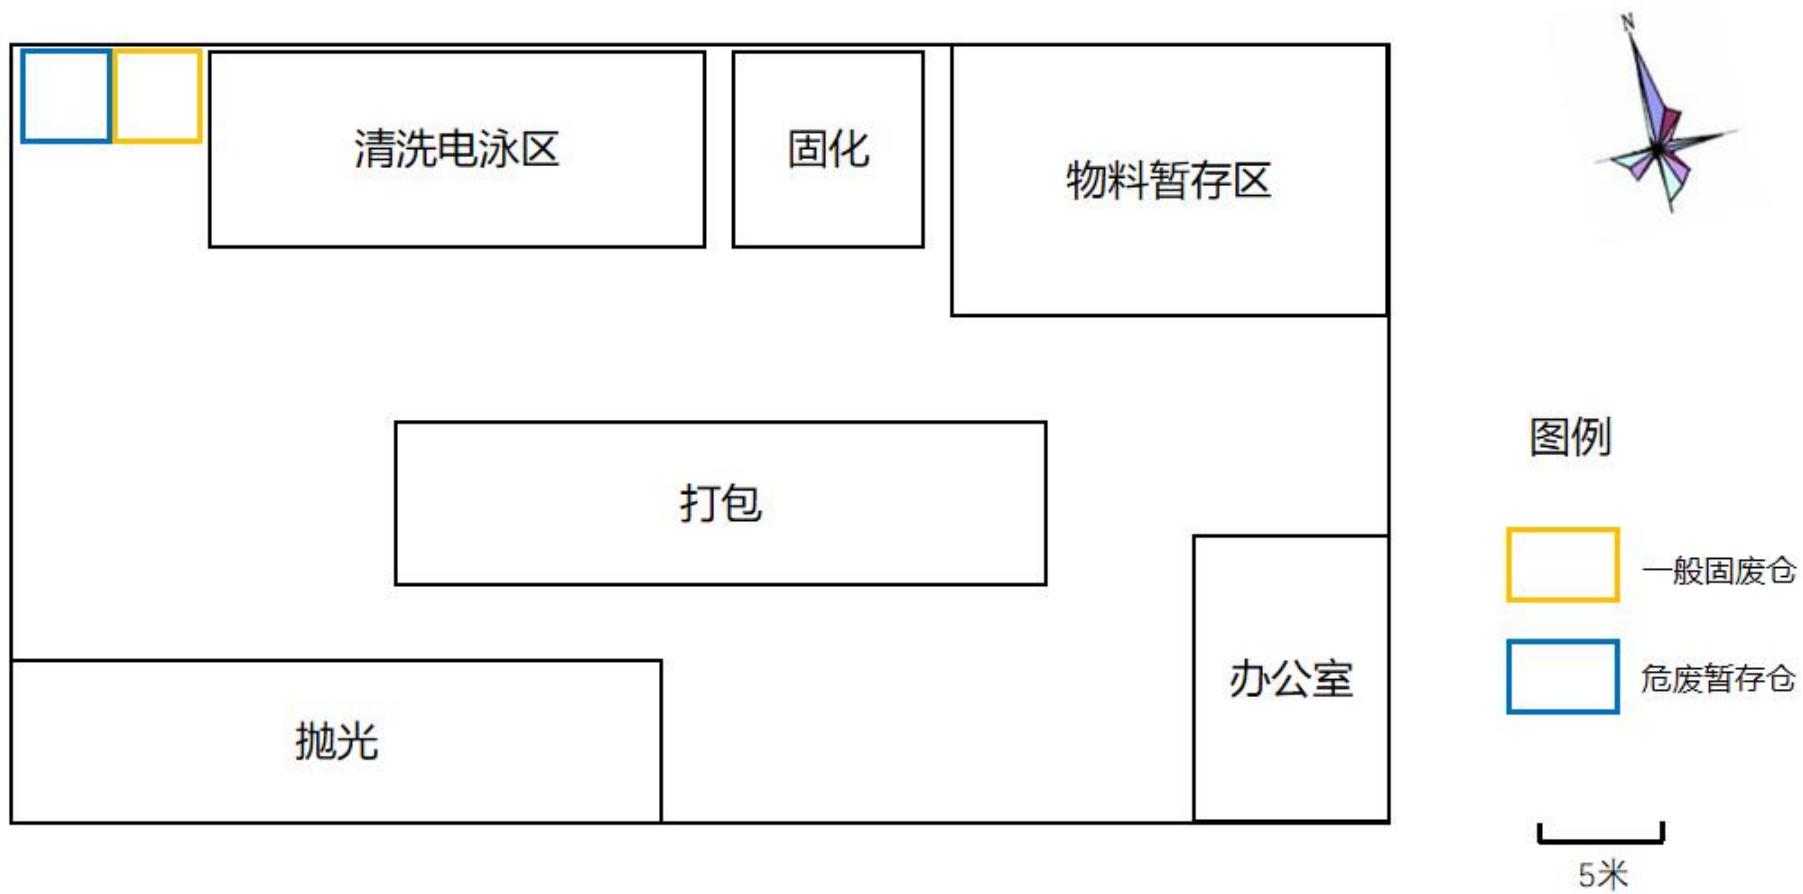 N
清洗电泳区
固化
物料暂存区
图例
打包
一般固废仓
办公室
危废暂存仓
抛光
5米